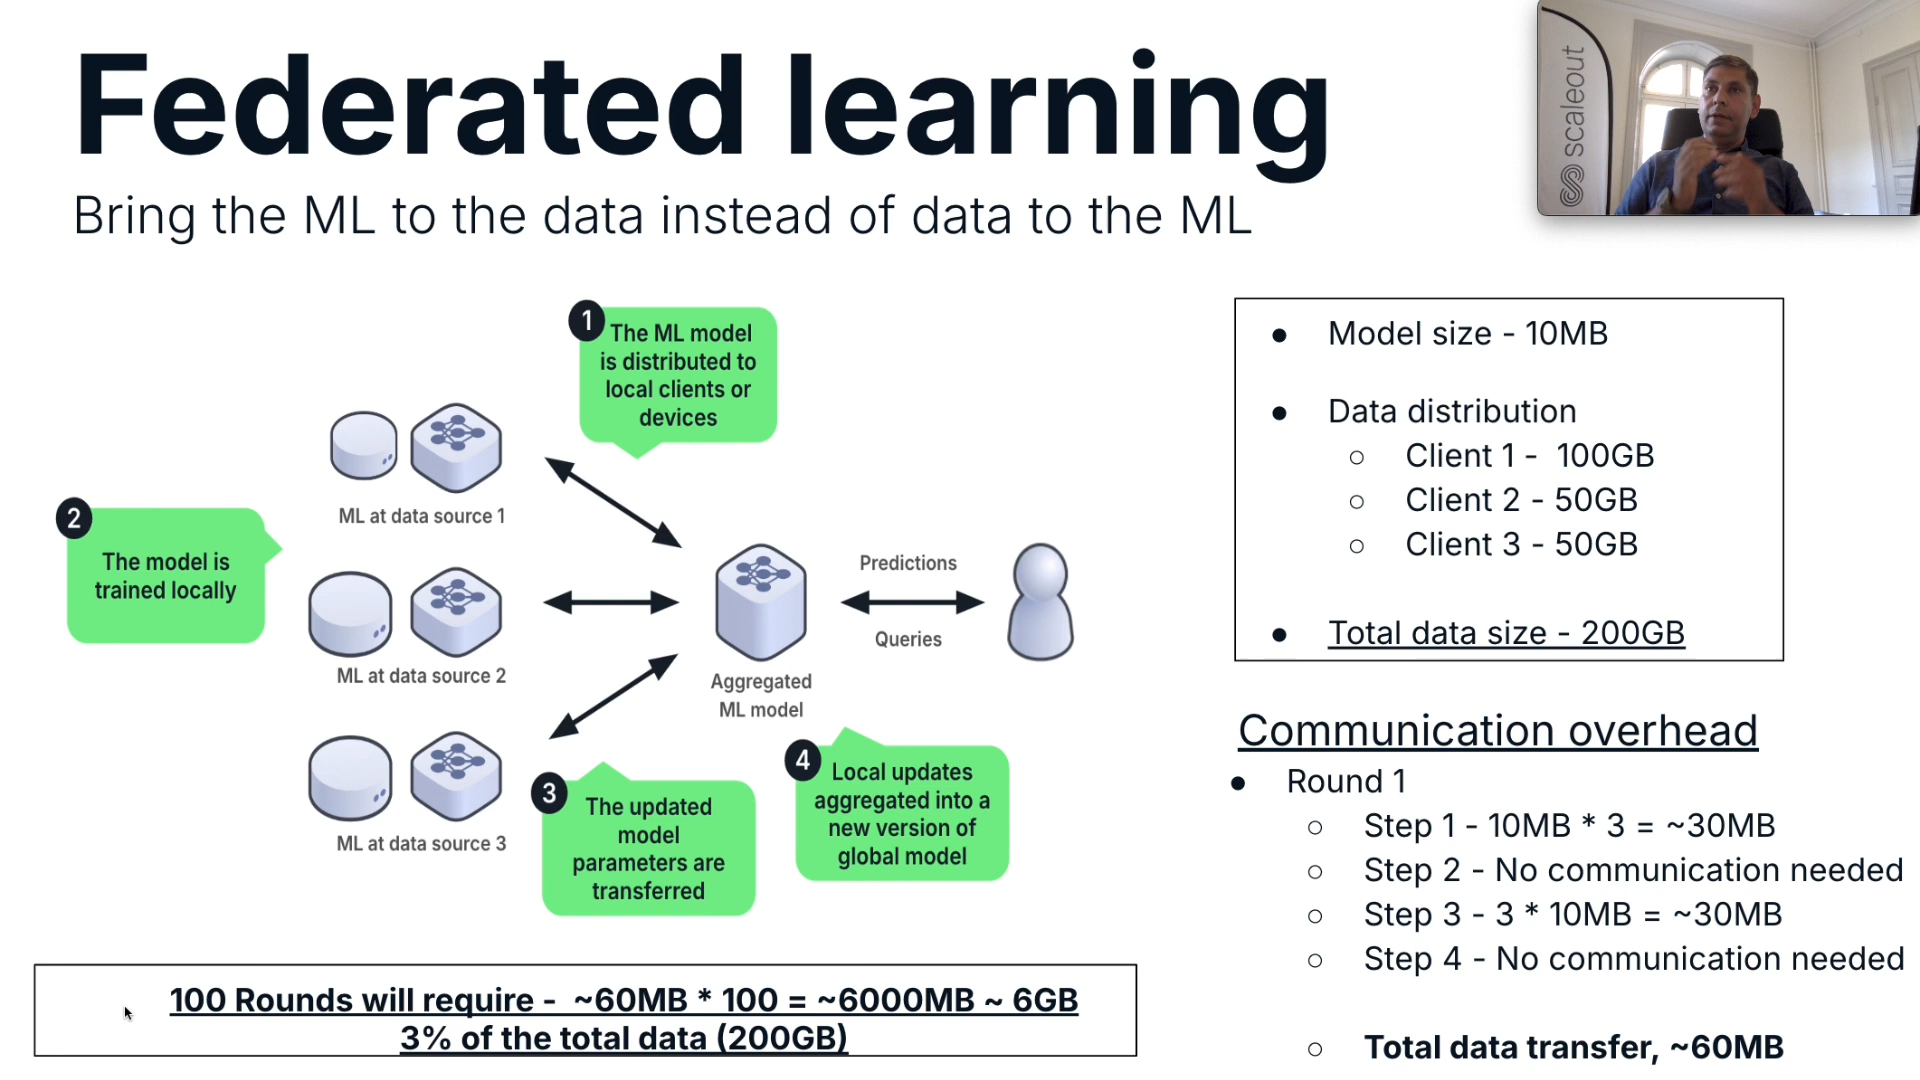 Federated learning
Bring the ML to the data instead of data to the ML
scaleout
1
The ML model
is distributed to
local clients or
devices
ML at data source 1
2
The model is
trained locally
ML at data source 2
Predictions
Queries
Aggregated
ML model
ML at data source 3
3
The updated
model
parameters are
transferred
4
Local updates
aggregated into a
new version of
global model
● Model size - 10MB
● Data distribution
○ Client 1 - 100GB
○ Client 2 - 50GB
○ Client 3 - 50GB
● Total data size - 200GB
Communication overhead
● Round 1
○ Step 1 - 10MB * 3 = ~30MB
○ Step 2 - No communication needed
○ Step 3 - 3 * 10MB = ~30MB
○ Step 4 - No communication needed
○ Total data transfer, ~60MB
100 Rounds will require - ~60MB * 100 = ~6000MB ~ 6GB
3% of the total data (200GB)